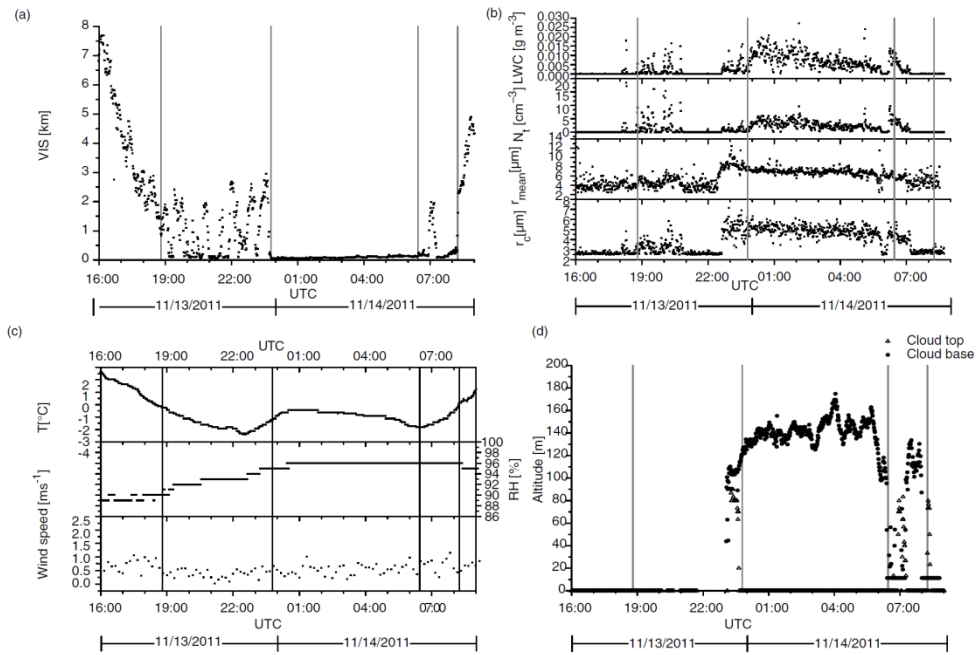 (a)
8
7
6
5
4
3
2
1
0
VIS [km]
16:00 19:00 22:00 01:00 04:00 07:00
UTC
11/13/2011 11/14/2011
(b)
0.030
0.025
0.020
0.015
0.010
0.005
0.000
LWC [g m⁻³]
20
15
10
5
0
Nₜ [cm⁻³]
14
12
10
8
6
4
2
r_mean[µm]
8
7
6
5
4
3
2
r_c[µm]
16:00 19:00 22:00 01:00 04:00 07:00
UTC
11/13/2011 11/14/2011
(c)
UTC
16:00 19:00 22:00 01:00 04:00 07:00
2
1
0
-1
-2
-3
-4
T[°C]
100
98
96
94
92
90
88
86
RH [%]
2.5
2.0
1.5
1.0
0.5
0.0
Wind speed [ms⁻¹]
16:00 19:00 22:00 01:00 04:00 07:00
UTC
11/13/2011 11/14/2011
(d)
Cloud top
Cloud base
200
180
160
140
120
100
80
60
40
20
0
Altitude [m]
16:00 19:00 22:00 01:00 04:00 07:00
UTC
11/13/2011 11/14/2011